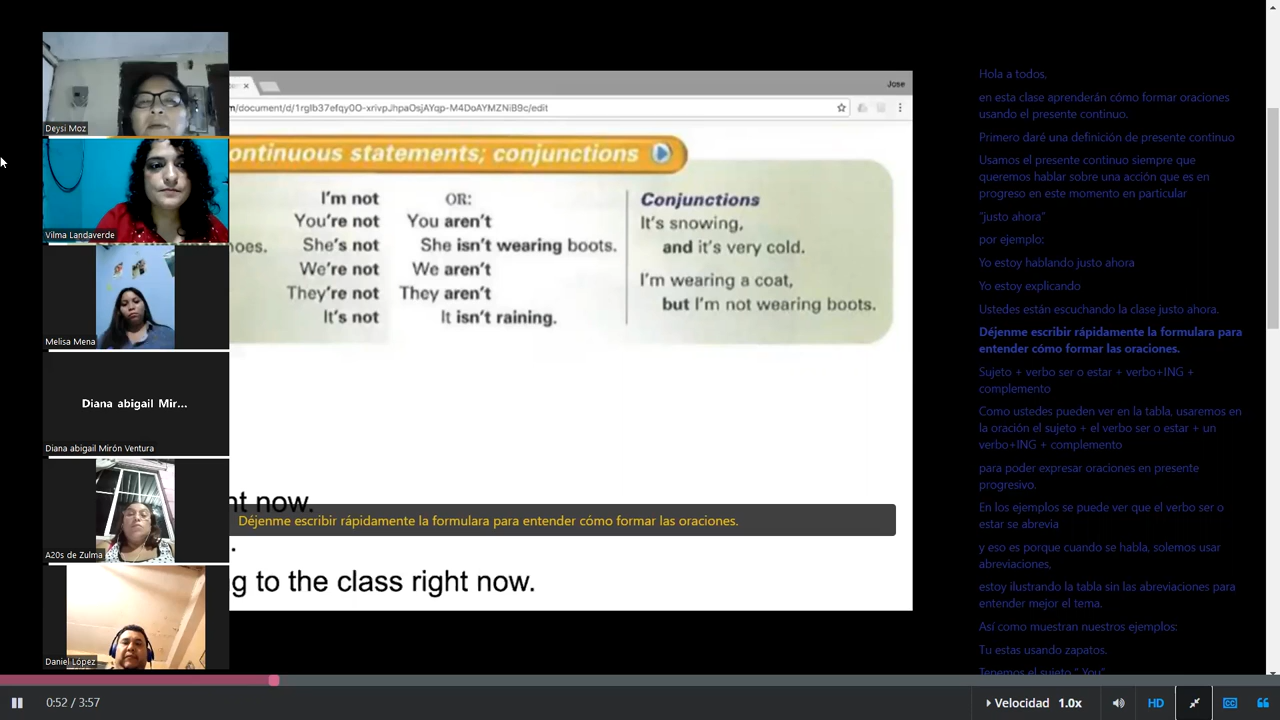 Deysi Moz
Vilma Landaverde
Melisa Mena
Diana abigail Mir...
Diana abigail Mirón Ventura
A20s de Zulma
Daniel López
Jose
m/document/d/1rgIb37efqy0O-xrivpJhpaOsjAYqp-M4DoAYMZNiB9c/edit
ontinuous statements; conjunctions
I'm not
OR:
You're not
You aren't
hoes.
She's not
She isn't wearing boots.
We're not
We aren't
They're not
They aren't
It's not
It isn't raining.
Conjunctions
It's snowing,
and it's very cold.
I'm wearing a coat,
but I'm not wearing boots.
ht now.
Déjenme escribir rápidamente la formulara para entender cómo formar las oraciones.
g to the class right now.
Hola a todos,
en esta clase aprenderán cómo formar oraciones
usando el presente continuo.
Primero daré una definición de presente continuo
Usamos el presente continuo siempre que
queremos hablar sobre una acción que es en
progreso en este momento en particular
“justo ahora”
por ejemplo:
Yo estoy hablando justo ahora
Yo estoy explicando
Ustedes están escuchando la clase justo ahora.
Déjenme escribir rápidamente la formulara para
entender cómo formar las oraciones.
Sujeto + verbo ser o estar + verbo+ING +
complemento
Como ustedes pueden ver en la tabla, usaremos en
la oración el sujeto + el verbo ser o estar + un
verbo+ING + complemento
para poder expresar oraciones en presente
progresivo.
En los ejemplos se puede ver que el verbo ser o
estar se abrevia
y eso es porque cuando se habla, solemos usar
abreviaciones,
estoy ilustrando la tabla sin las abreviaciones para
entender mejor el tema.
Así como muestran nuestros ejemplos:
Tu estas usando zapatos.
Tenemos el sujeto “ You”
0:52 / 3:57
Velocidad 1.0x
HD
CC